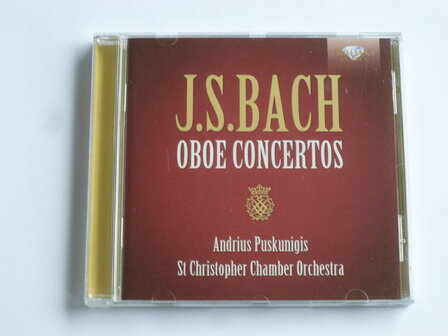 J.S.BACH
OBOE CONCERTOS
Andrius Puskunigis
St Christopher Chamber Orchestra